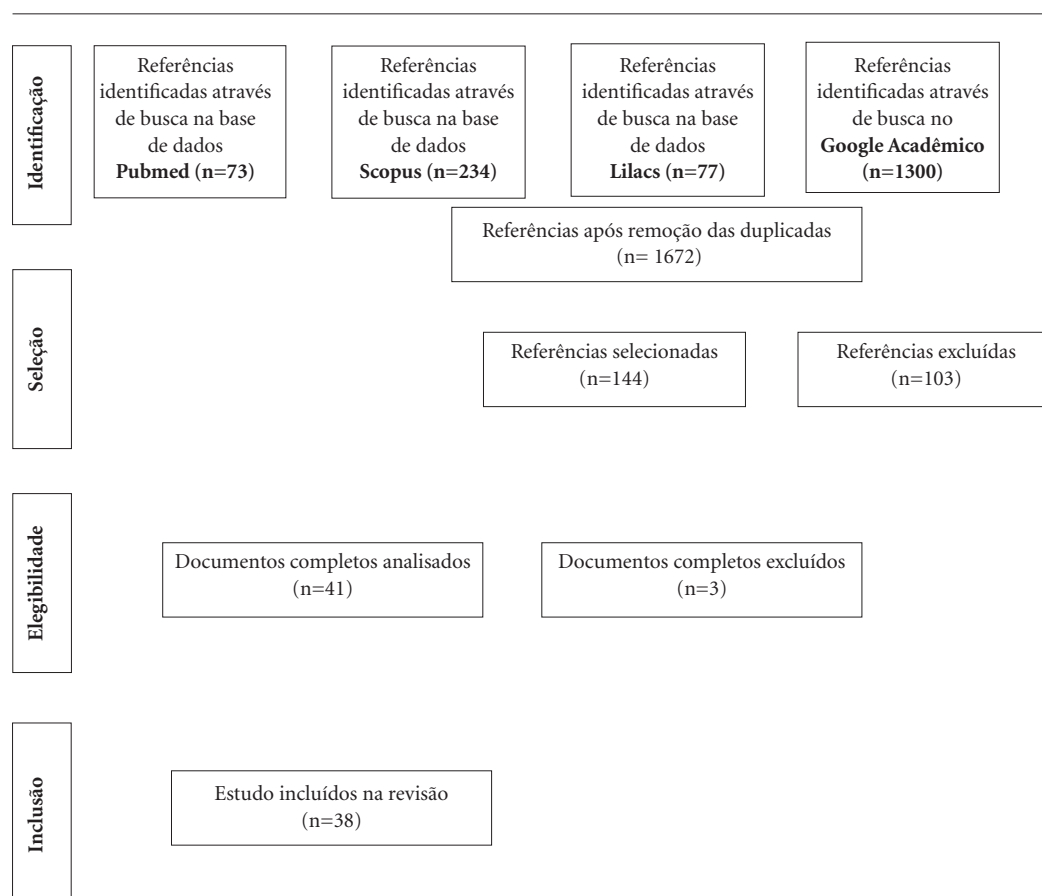 Identificação
Referências
identificadas através
de busca na base
de dados
Pubmed (n=73)
Referências
identificadas através
de busca na base
de dados
Scopus (n=234)
Referências
identificadas através
de busca na base
de dados
Lilacs (n=77)
Referências
identificadas através
de busca no
Google Acadêmico
(n=1300)
Referências após remoção das duplicadas
(n= 1672)
Seleção
Referências selecionadas
(n=144)
Referências excluídas
(n=103)
Elegibilidade
Documentos completos analisados
(n=41)
Documentos completos excluídos
(n=3)
Inclusão
Estudo incluídos na revisão
(n=38)